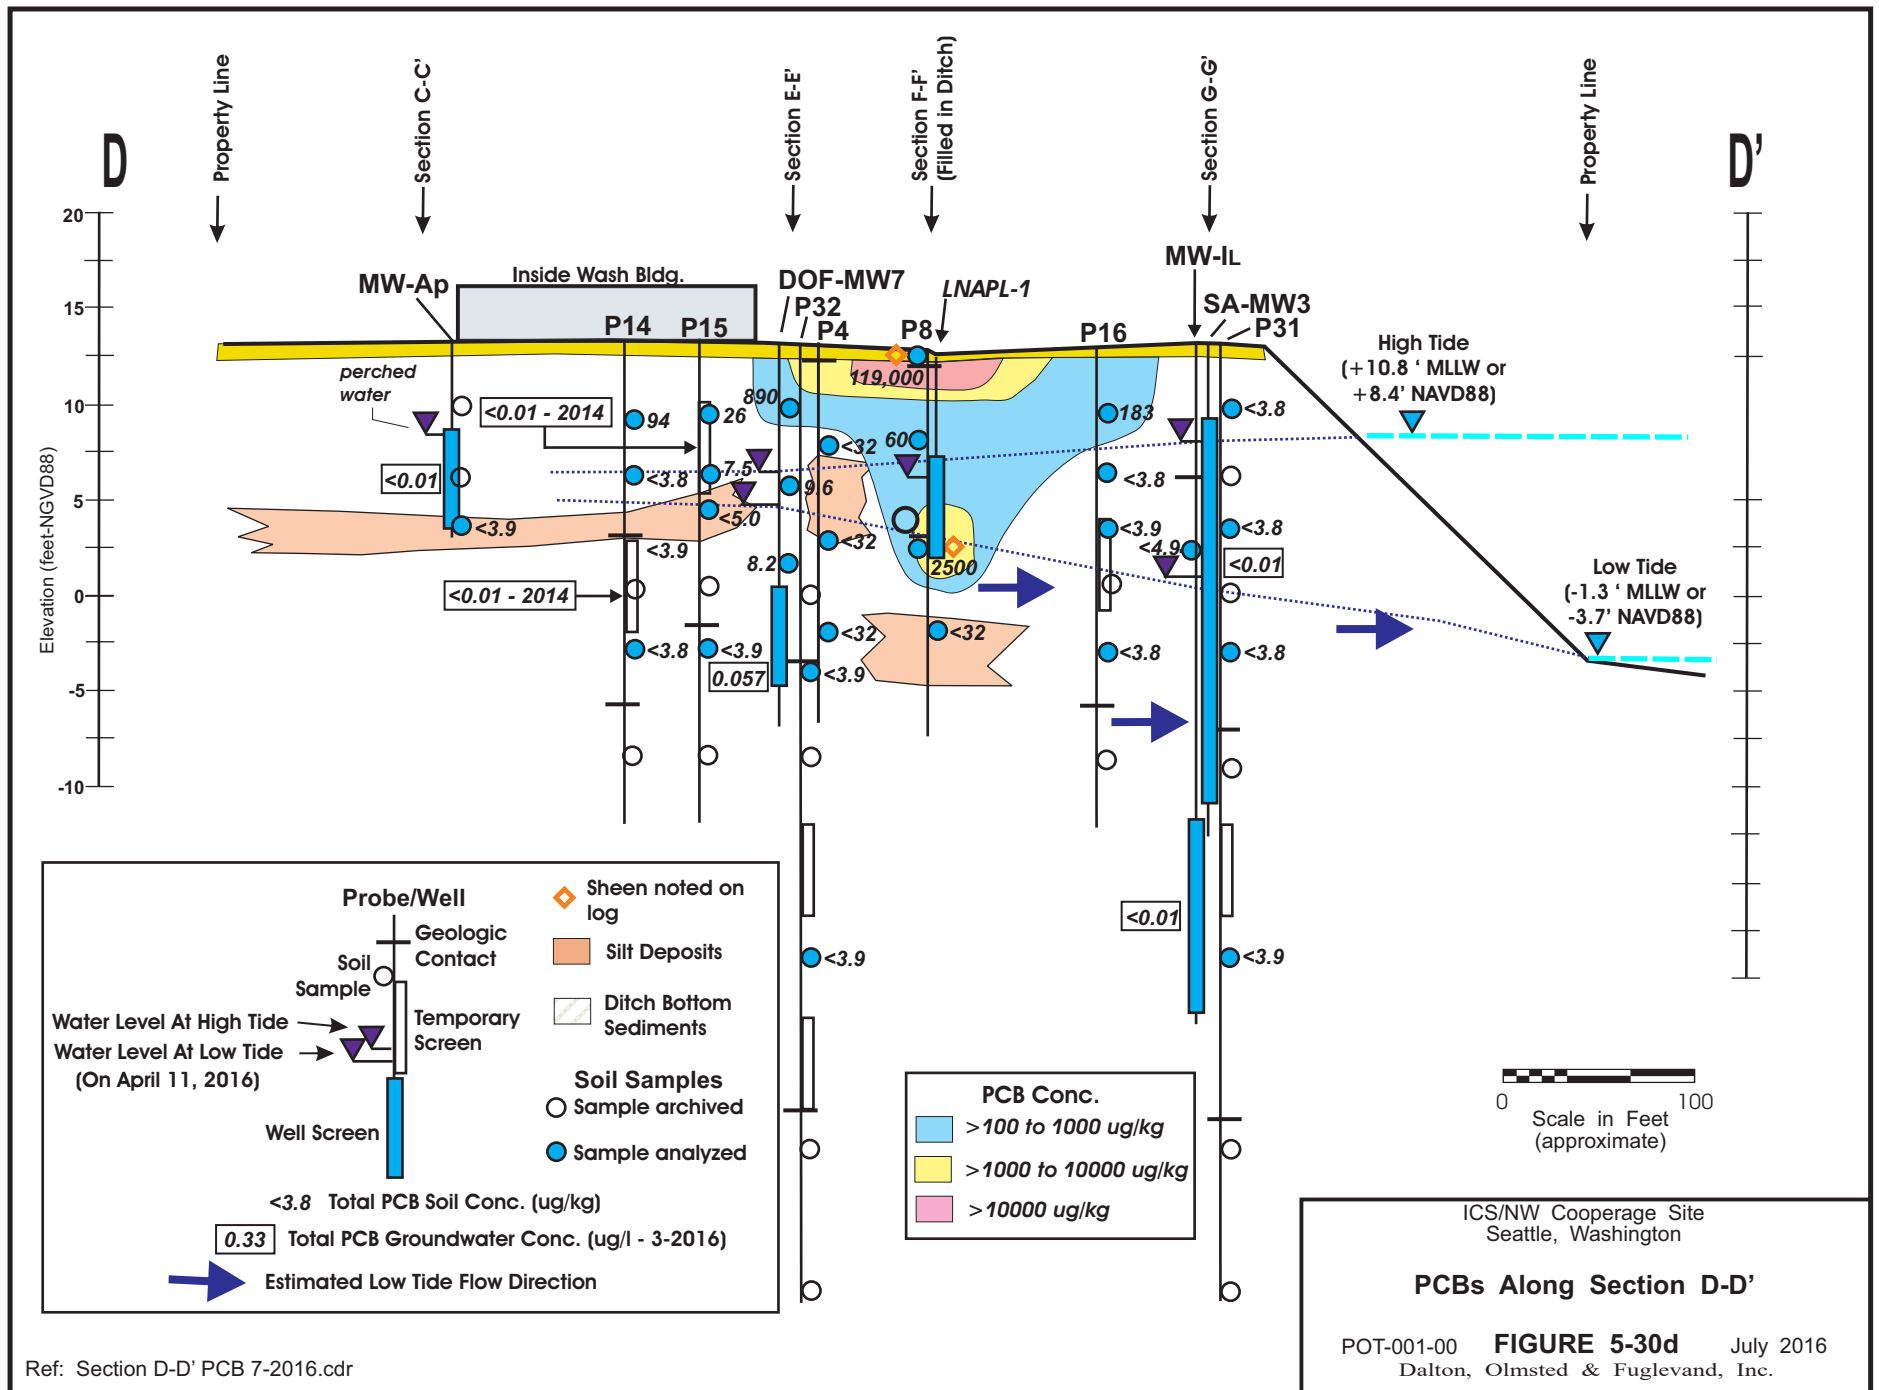 Property Line
Section C-C'
Section E-E'
Section F-F'
(Filled in Ditch)
Section G-G'
Property Line
D
D'
20
15
10
5
0
-5
-10
Elevation (feet-NGVD88)
MW-Ap
Inside Wash Bldg.
P14
P15
DOF-MW7
P32
P4
P8
LNAPL-1
P16
MW-IL
SA-MW3
P31
High Tide
(+10.8 ' MLLW or
+8.4' NAVD88)
Low Tide
(-1.3 ' MLLW or
-3.7' NAVD88)
perched
water
<0.01
<3.9
<0.01 - 2014
94
<3.8
<3.9
<0.01 - 2014
<3.8
26
7.5
<5.0
<3.9
890
9.6
8.2
0.057
<32
<32
<32
<3.9
<3.9
119,000
60
2500
<32
183
<3.8
<3.9
<3.8
<4.9
<3.8
<3.8
<0.01
<3.8
<0.01
<3.9
Probe/Well
Geologic
Contact
Soil
Sample
Temporary
Screen
Water Level At High Tide
Water Level At Low Tide
(On April 11, 2016)
Well Screen
Sheen noted on
log
Silt Deposits
Ditch Bottom
Sediments
Soil Samples
Sample archived
Sample analyzed
<3.8 Total PCB Soil Conc. (ug/kg)
0.33 Total PCB Groundwater Conc. (ug/l - 3-2016)
Estimated Low Tide Flow Direction
PCB Conc.
>100 to 1000 ug/kg
>1000 to 10000 ug/kg
>10000 ug/kg
0 100
Scale in Feet
(approximate)
ICS/NW Cooperage Site
Seattle, Washington
PCBs Along Section D-D'
POT-001-00 FIGURE 5-30d July 2016
Dalton, Olmsted & Fuglevand, Inc.
Ref: Section D-D' PCB 7-2016.cdr